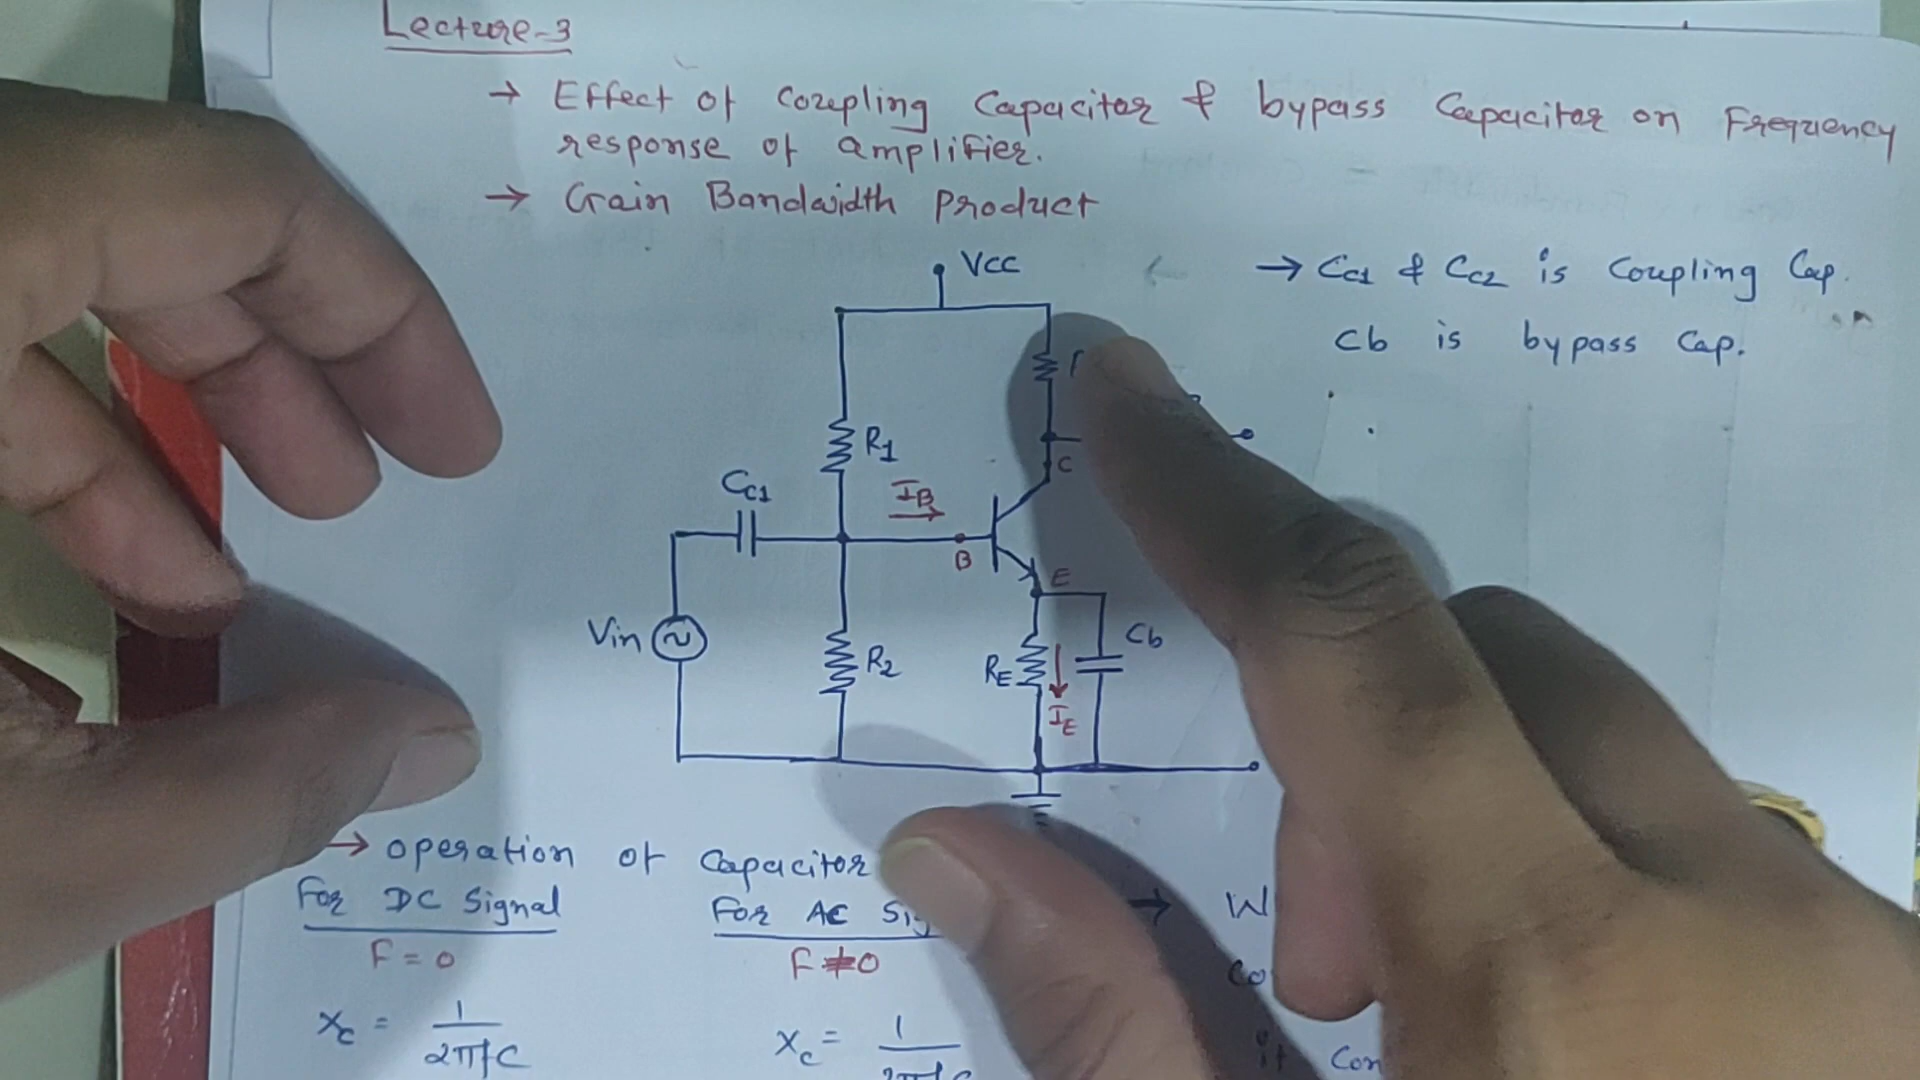 Lecture-3
→ Effect of Coupling Capacitor & bypass Capacitor on Frequency
response of amplifier.
→ Gain Bandwidth product
VCC
→ Cc1 & Cc2 is Coupling Cap.
Cb is bypass Cap.
R1
C
Cc1
IB
B
E
Vin
R2
RE
Cb
IE
→ operation of Capacitor
For DC Signal
For AC
F = 0
F ≠ 0
Xc = 1/2πfC
Xc = 1/2πfC
→
it